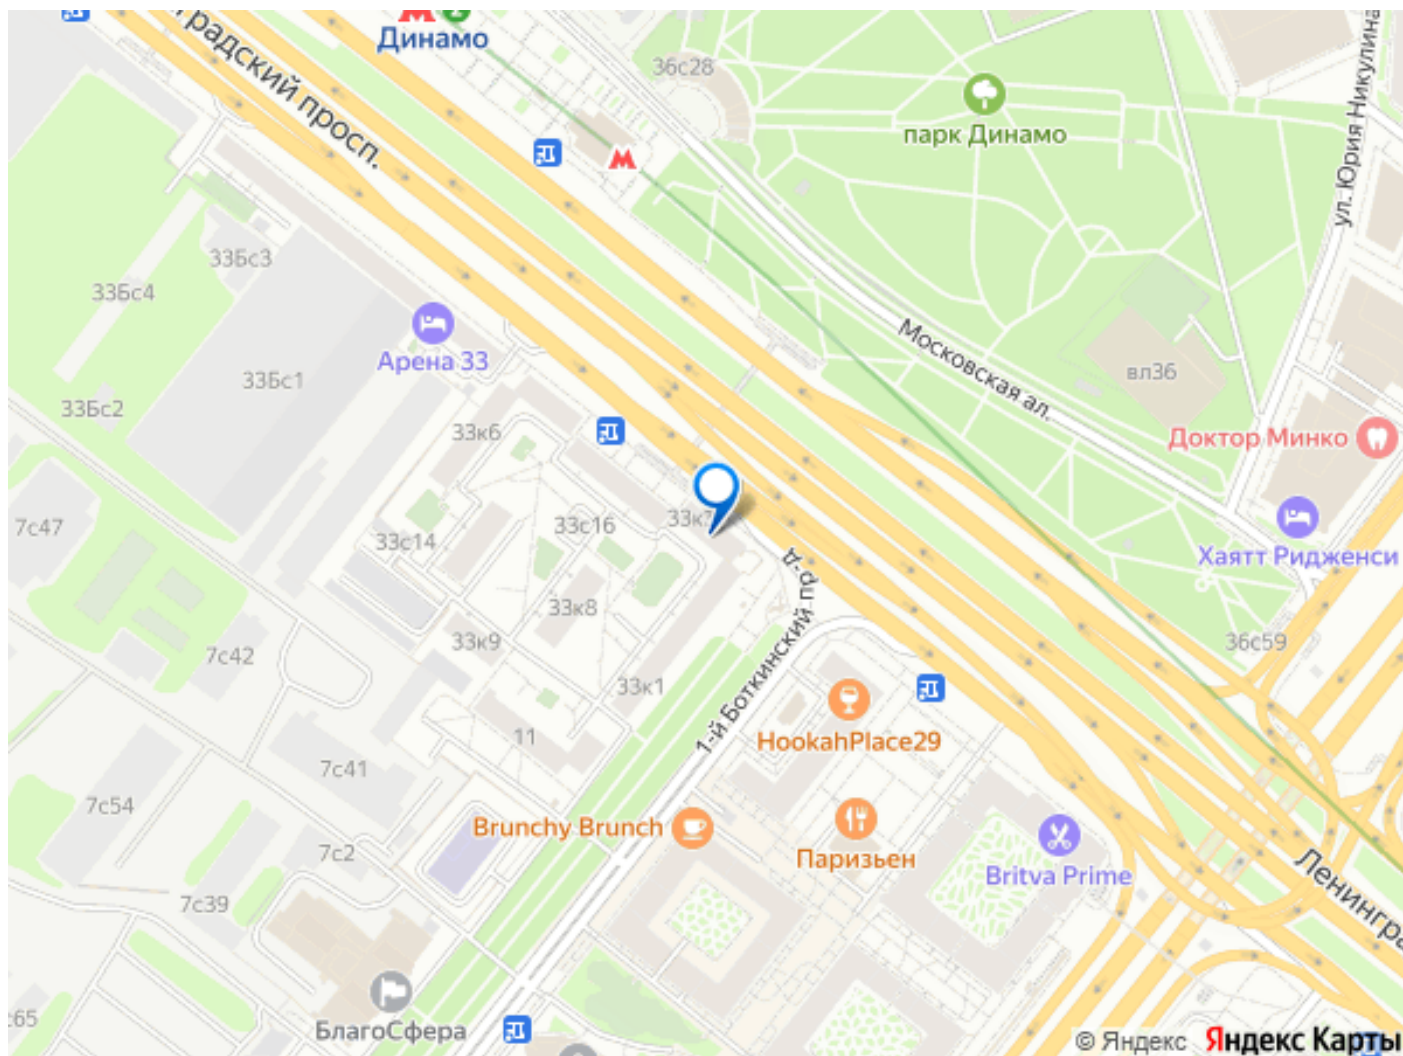 Динамо
градский просп.
36с28
парк Динамо
ул. Юрия Никулина
33Бс3
33Бс4
Арена 33
33Бс1
33Бс2
Московская ал.
вл36
Доктор Минко
33к6
7с47
33с14
33с16
Хаятт Ридженси
1-й Боткинский пр-д
33к8
33к9
7с42
36с59
33к1
11
HookahPlace29
7с41
7с54
Brunchy Brunch
Паризьен
Britva Prime
7с2
7с39
БлагоСфера
© Яндекс Яндекс Карты